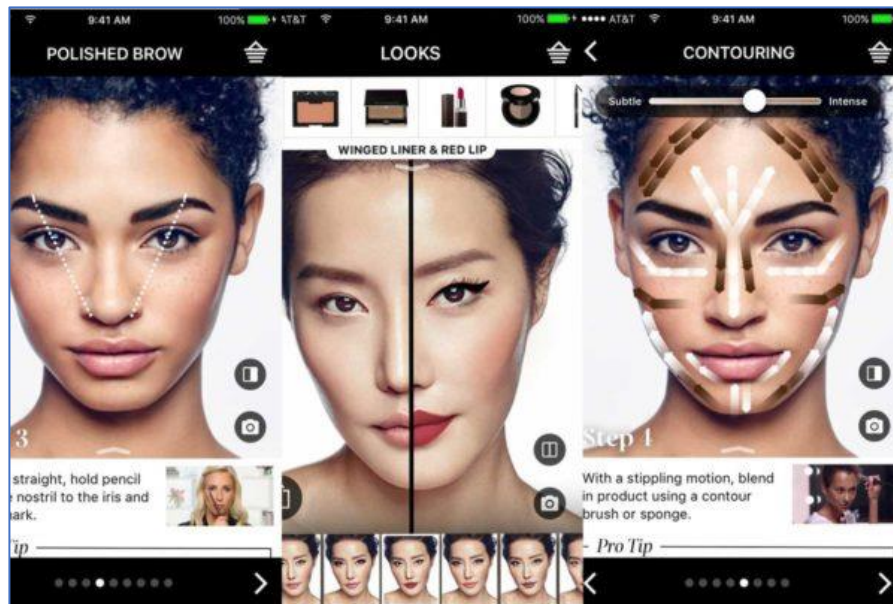 9:41 AM
100%
POLISHED BROW
3
straight, hold pencil
nostril to the iris and
ark.
ip
AT&T
9:41 AM
100%
LOOKS
WINGED LINER & RED LIP
AT&T
9:41 AM
100%
CONTOURING
Subtle
Intense
Step 4
With a stippling motion, blend
in product using a contour
brush or sponge.
Pro Tip